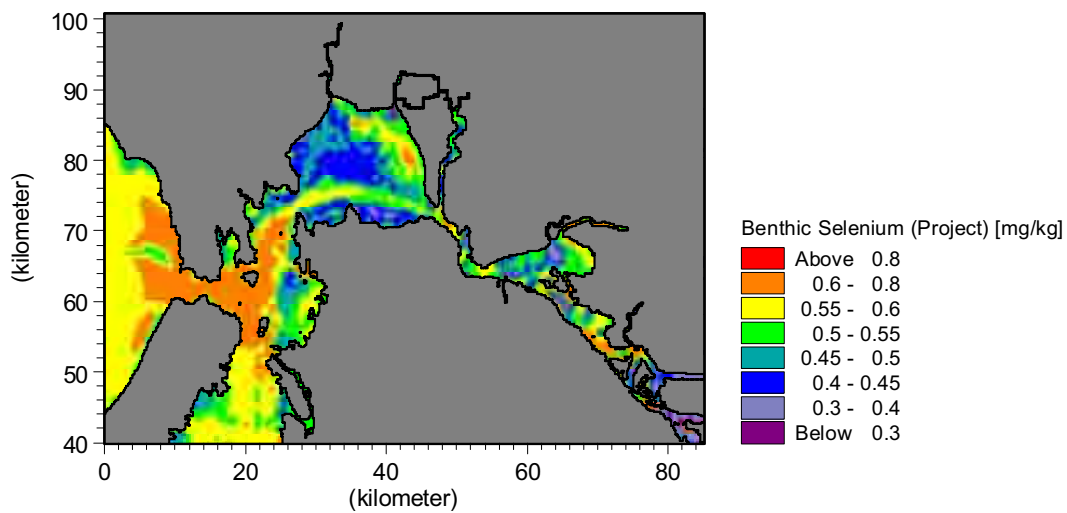 100
90
80
70
60
50
40
(kilometer)
0 20 40 60 80
(kilometer)
Benthic Selenium (Project) [mg/kg]
Above 0.8
0.6 - 0.8
0.55 - 0.6
0.5 - 0.55
0.45 - 0.5
0.4 - 0.45
0.3 - 0.4
Below 0.3